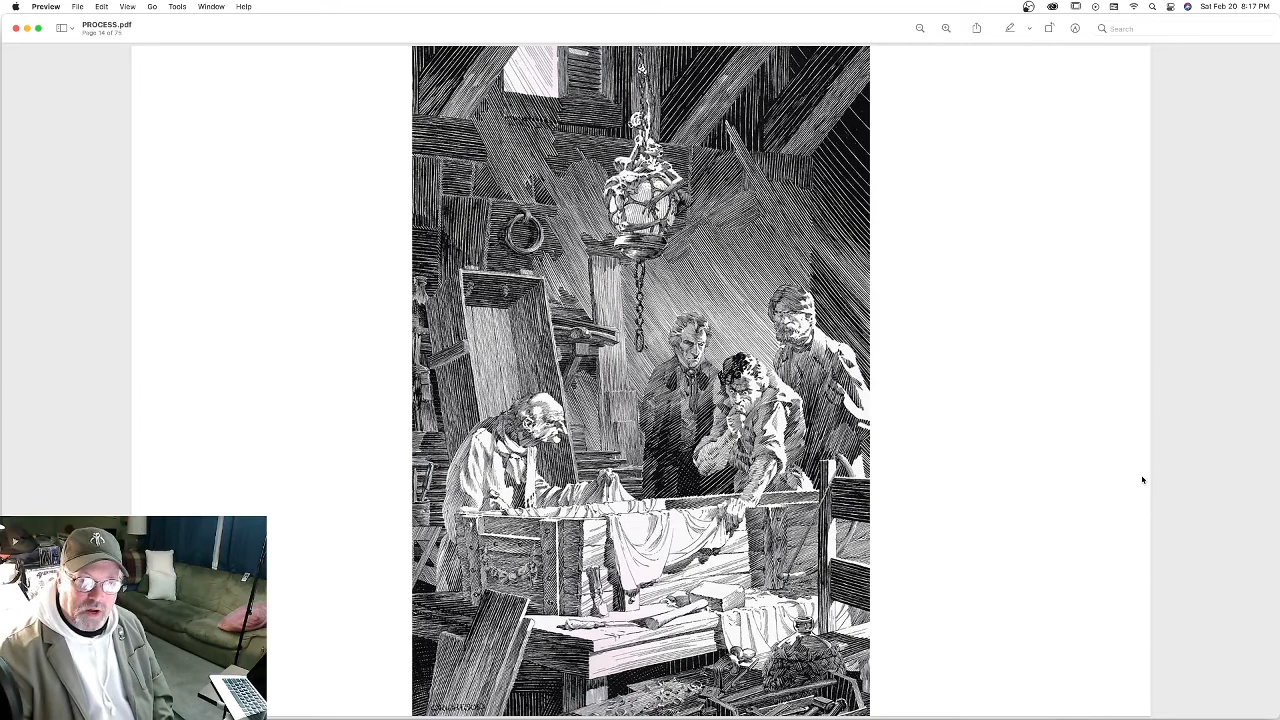 Preview File Edit View Go Tools Window Help
Sat Feb 20 8:17 PM
PROCESS.pdf
Page 14 of 75
Search